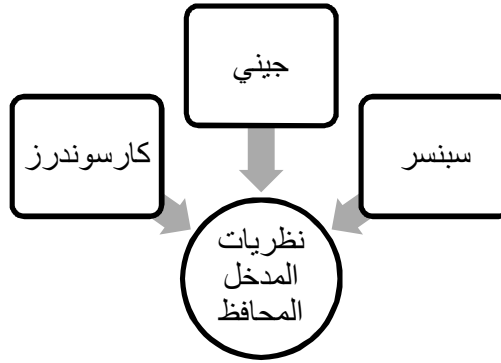 جيني
سبنسر
كارسوندرز
نظريات
المدخل
المحافظ